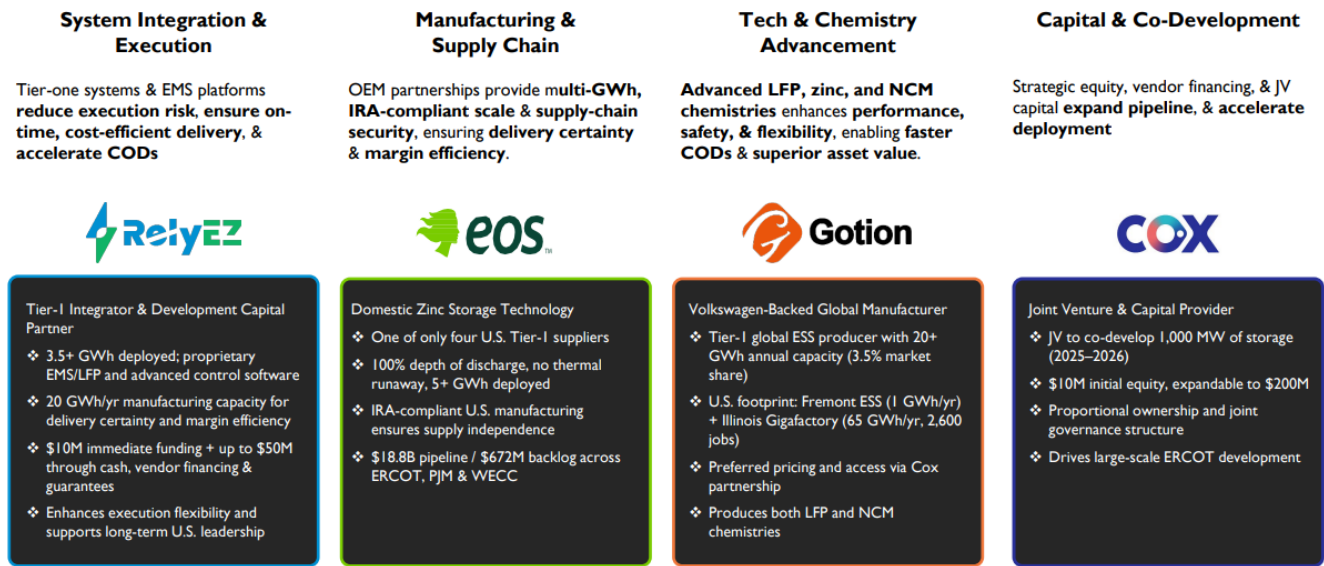 System Integration &
Execution
Tier-one systems & EMS platforms
reduce execution risk, ensure on-
time, cost-efficient delivery, &
accelerate CODs
RelyEZ
Tier-1 Integrator & Development Capital
Partner
❖ 3.5+ GWh deployed; proprietary
EMS/LFP and advanced control software
❖ 20 GWh/yr manufacturing capacity for
delivery certainty and margin efficiency
❖ $10M immediate funding + up to $50M
through cash, vendor financing &
guarantees
❖ Enhances execution flexibility and
supports long-term U.S. leadership
Manufacturing &
Supply Chain
OEM partnerships provide multi-GWh,
IRA-compliant scale & supply-chain
security, ensuring delivery certainty
& margin efficiency.
eos™
Domestic Zinc Storage Technology
❖ One of only four U.S. Tier-1 suppliers
❖ 100% depth of discharge, no thermal
runaway, 5+ GWh deployed
❖ IRA-compliant U.S. manufacturing
ensures supply independence
❖ $18.8B pipeline / $672M backlog across
ERCOT, PJM & WECC
Tech & Chemistry
Advancement
Advanced LFP, zinc, and NCM
chemistries enhances performance,
safety, & flexibility, enabling faster
CODs & superior asset value.
Gotion
Volkswagen-Backed Global Manufacturer
❖ Tier-1 global ESS producer with 20+
GWh annual capacity (3.5% market
share)
❖ U.S. footprint: Fremont ESS (1 GWh/yr)
+ Illinois Gigafactory (65 GWh/yr, 2,600
jobs)
❖ Preferred pricing and access via Cox
partnership
❖ Produces both LFP and NCM
chemistries
Capital & Co-Development
Strategic equity, vendor financing, & JV
capital expand pipeline, & accelerate
deployment
COX
Joint Venture & Capital Provider
❖ JV to co-develop 1,000 MW of storage
(2025–2026)
❖ $10M initial equity, expandable to $200M
❖ Proportional ownership and joint
governance structure
❖ Drives large-scale ERCOT development